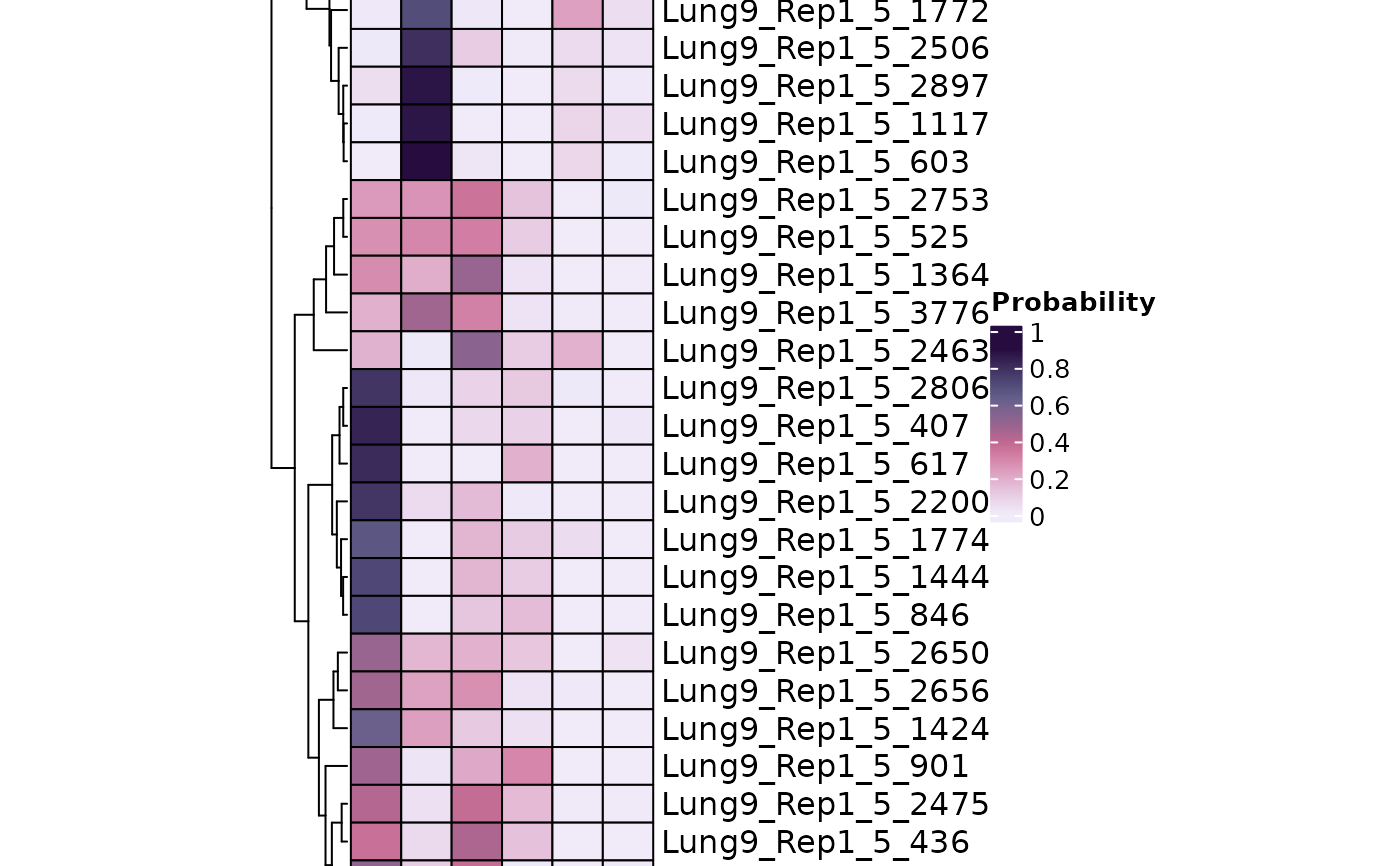 Lung9_Rep1_5_1772
Lung9_Rep1_5_2506
Lung9_Rep1_5_2897
Lung9_Rep1_5_1117
Lung9_Rep1_5_603
Lung9_Rep1_5_2753
Lung9_Rep1_5_525
Lung9_Rep1_5_1364
Lung9_Rep1_5_3776
Lung9_Rep1_5_2463
Lung9_Rep1_5_2806
Lung9_Rep1_5_407
Lung9_Rep1_5_617
Lung9_Rep1_5_2200
Lung9_Rep1_5_1774
Lung9_Rep1_5_1444
Lung9_Rep1_5_846
Lung9_Rep1_5_2650
Lung9_Rep1_5_2656
Lung9_Rep1_5_1424
Lung9_Rep1_5_901
Lung9_Rep1_5_2475
Lung9_Rep1_5_436
Probability
1
0.8
0.6
0.4
0.2
0